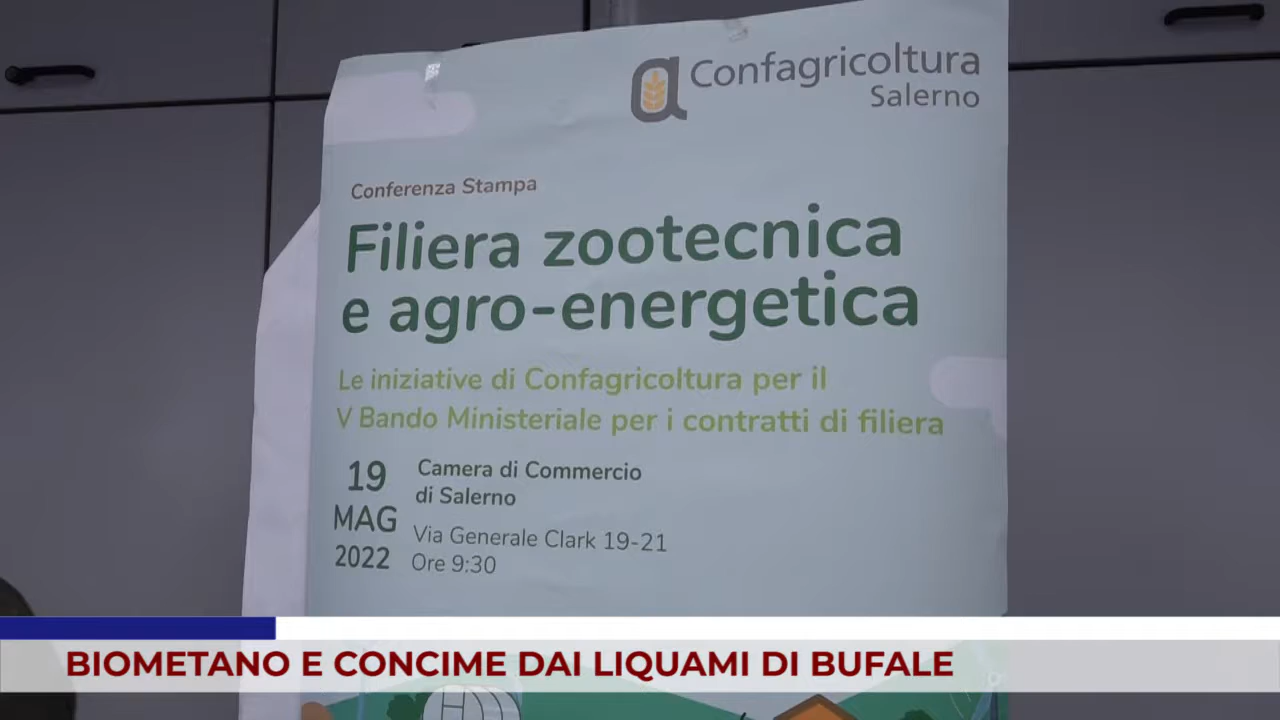 Confagricoltura
Salerno
Conferenza Stampa
Filiera zootecnica
e agro-energetica
Le iniziative di Confagricoltura per il
V Bando Ministeriale per i contratti di filiera
19
MAG
2022
Camera di Commercio
di Salerno
Via Generale Clark 19-21
Ore 9:30
BIOMETANO E CONCIME DAI LIQUAMI DI BUFALE